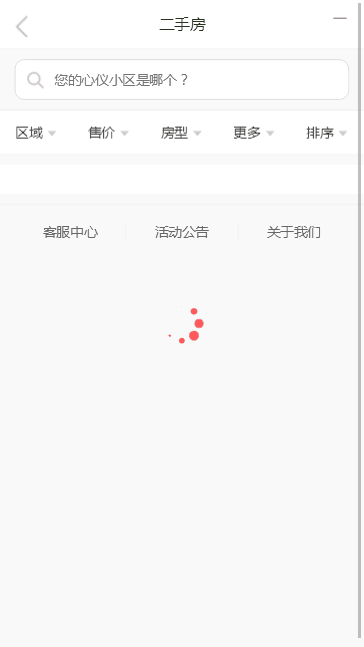 二手房
您的心仪小区是哪个？
区域 售价 房型 更多 排序
客服中心 活动公告 关于我们